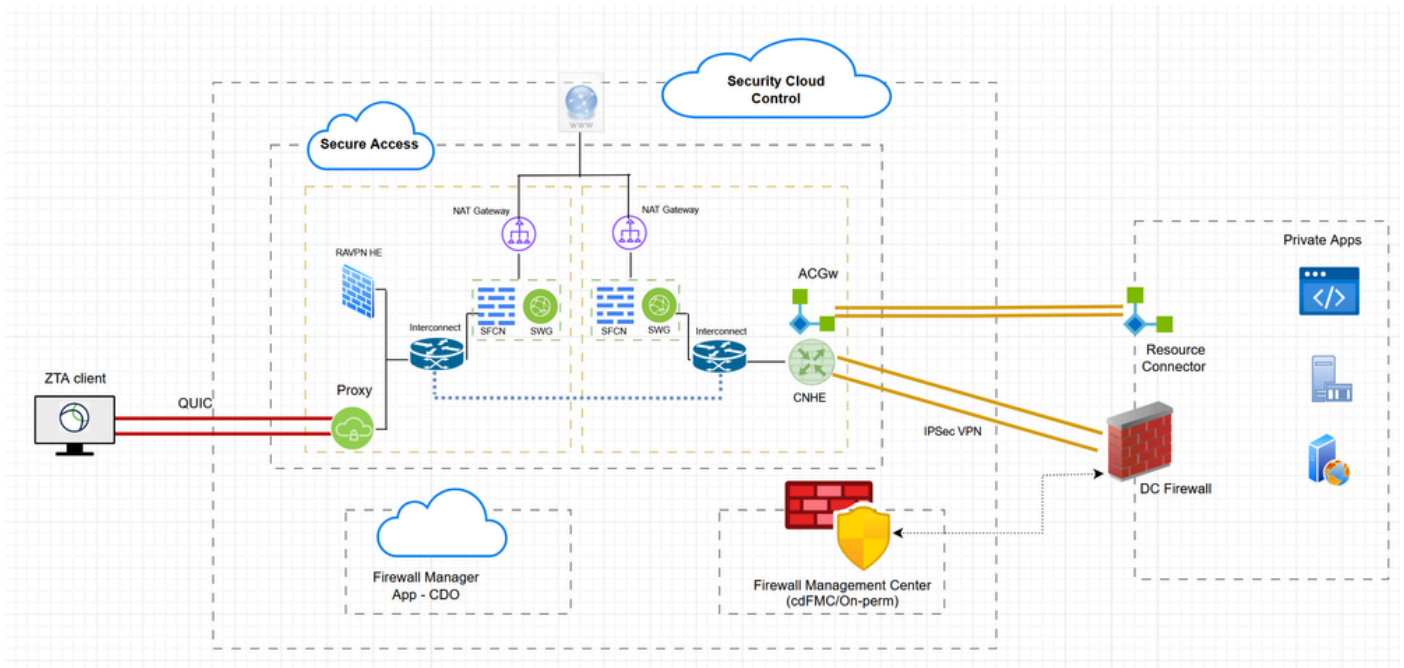 Security Cloud
Control
WWW
Secure Access
NAT Gateway
NAT Gateway
Private Apps
RAVPN HE
ACGw
Interconnect
SFCN
SWG
SFCN
SWG
Interconnect
Resource
Connector
ZTA client
QUIC
Proxy
CNHE
IPSec VPN
DC Firewall
Firewall Manager
App - CDO
Firewall Management Center
(cdFMC/On-perm)